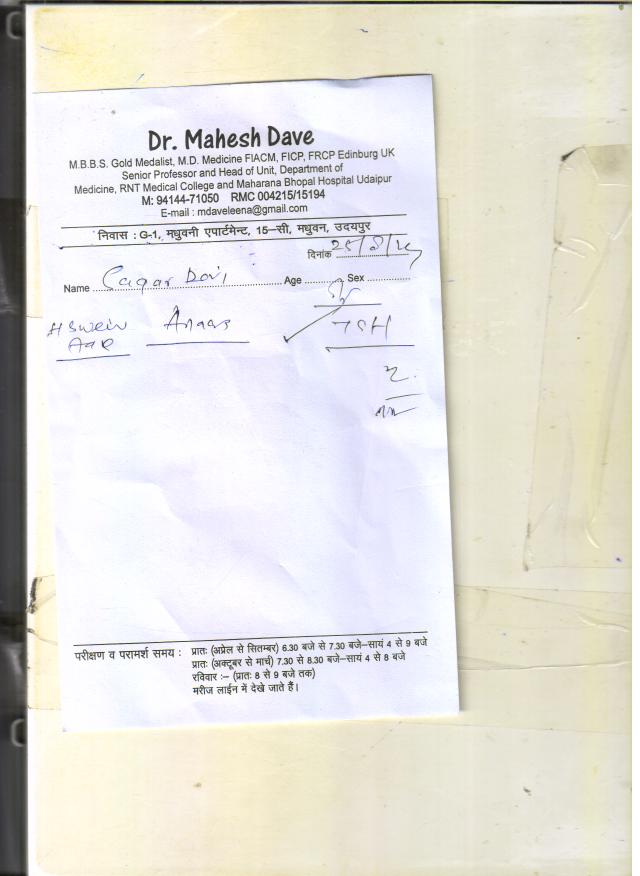 Dr. Mahesh Dave
M.B.B.S. Gold Medalist, M.D. Medicine FIACM, FICP, FRCP Edinburg UK
Senior Professor and Head of Unit, Department of
Medicine, RNT Medical College and Maharana Bhopal Hospital Udaipur
M: 94144-71050 RMC 004215/15194
E-mail : mdaveleena@gmail.com
निवास : G-1, मधुवनी एपार्टमेन्ट, 15-सी, मधुवन, उदयपुर
दिनांक
Name Age Sex
TSH
परीक्षण व परामर्श समय : प्रातः (अप्रेल से सितम्बर) 6.30 बजे से 7.30 बजे-सायं 4 से 9 बजे
प्रातः (अक्टूबर से मार्च) 7.30 से 8.30 बजे-सायं 4 से 8 बजे
रविवार :- (प्रातः 8 से 9 बजे तक)
मरीज लाईन में देखे जाते हैं।